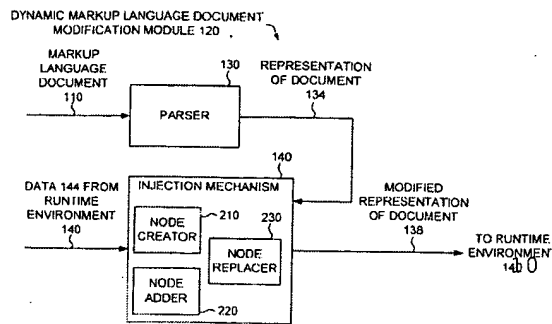 DYNAMIC MARKUP LANGUAGE DOCUMENT
MODIFICATION MODULE 120
MARKUP
LANGUAGE
DOCUMENT
110
130
PARSER
REPRESENTATION
OF DOCUMENT
134
140
INJECTION MECHANISM
DATA 144 FROM
RUNTIME
ENVIRONMENT
140
NODE
CREATOR
210
230
NODE
REPLACER
NODE
ADDER
220
MODIFIED
REPRESENTATION
OF DOCUMENT
138
TO RUNTIME
ENVIRONMENT